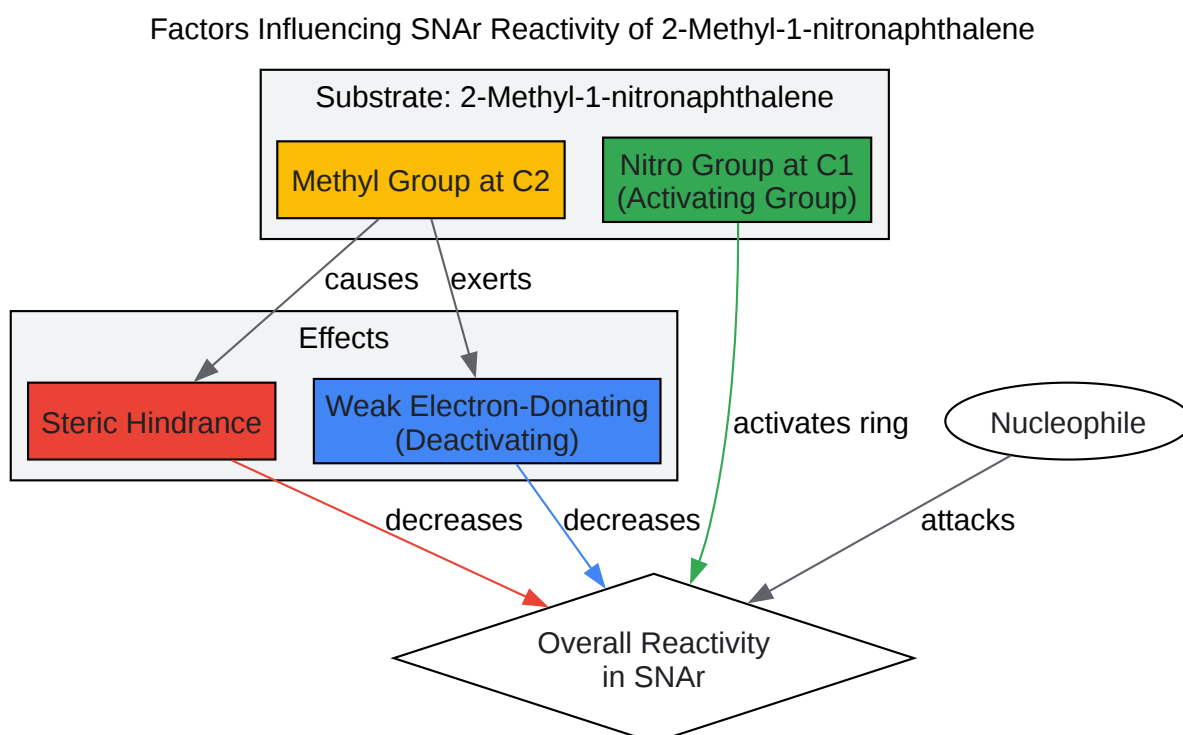 Factors Influencing SNAr Reactivity of 2-Methyl-1-nitronaphthalene
Substrate: 2-Methyl-1-nitronaphthalene
Methyl Group at C2
Nitro Group at C1
(Activating Group)
causes
exerts
Effects
Steric Hindrance
Weak Electron-Donating
(Deactivating)
activates ring
Nucleophile
decreases
decreases
attacks
Overall Reactivity
in SNAr